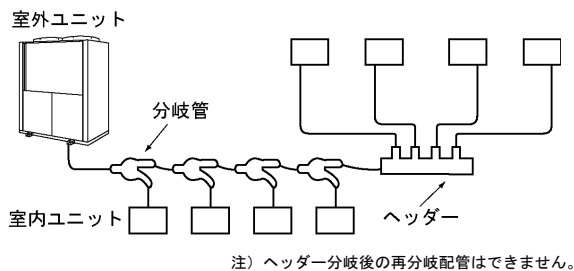 室外ユニット
分岐管
室内ユニット
ヘッダー
注）ヘッダー分岐後の再分岐配管はできません。